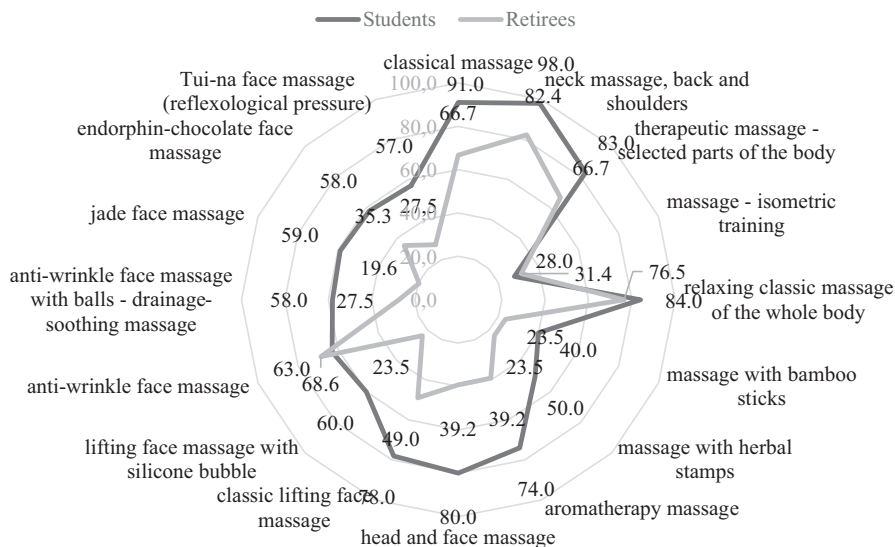 Students Retirees
classical massage
98.0
100,0
91.0
82.4
neck massage, back and
shoulders
66.7
80,0
83.0
therapeutic massage -
selected parts of the body
66.7
60,0
massage - isometric
training
40,0
28.0
31.4
20,0
76.5
relaxing classic massage
of the whole body
84.0
0,0
23.5
40.0
massage with bamboo
sticks
23.5
50.0
massage with herbal
stamps
39.2
74.0
aromatherapy massage
39.2
80.0
head and face massage
49.0
78.0
classic lifting face
massage
23.5
60.0
lifting face massage with
silicone bubble
63.0
68.6
anti-wrinkle face massage
27.5
58.0
anti-wrinkle face massage
with balls - drainage-
soothing massage
19.6
59.0
jade face massage
35.3
58.0
endorphin-chocolate face
massage
27,5
57.0
Tui-na face massage
(reflexological pressure)